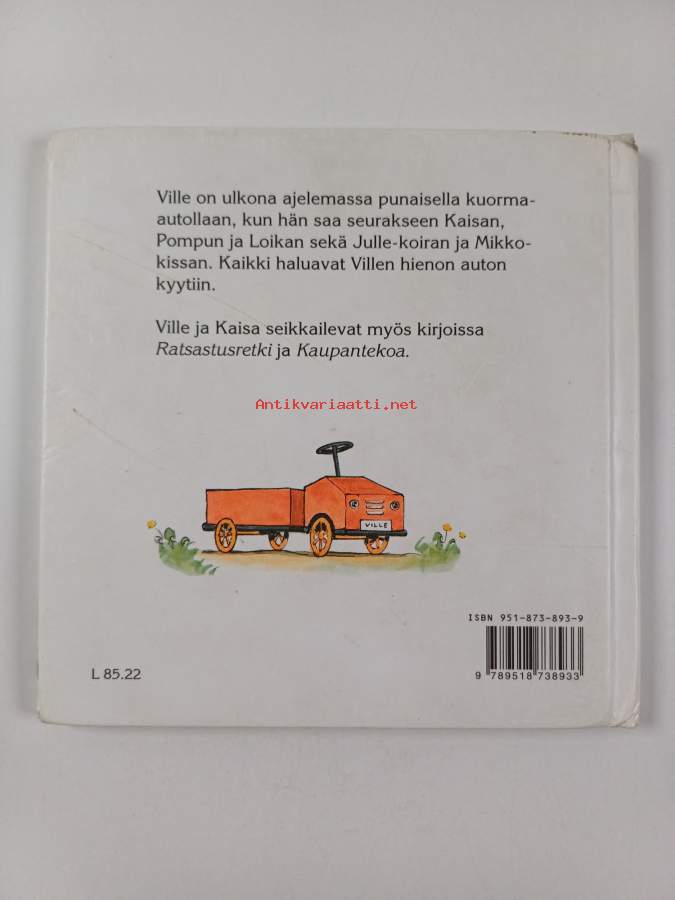 Ville on ulkona ajelemassa punaisella kuorma-
autollaan, kun hän saa seurakseen Kaisan,
Pompun ja Loikan sekä Julle-koiran ja Mikko-
kissan. Kaikki haluavat Villen hienon auton
kyytiin.
Ville ja Kaisa seikkailevat myös kirjoissa
Ratsastusretki ja Kaupantekoa.
Antikvariaatti.net
VILLE
ISBN 951-873-893-9
L 85.22
9 789518 738933